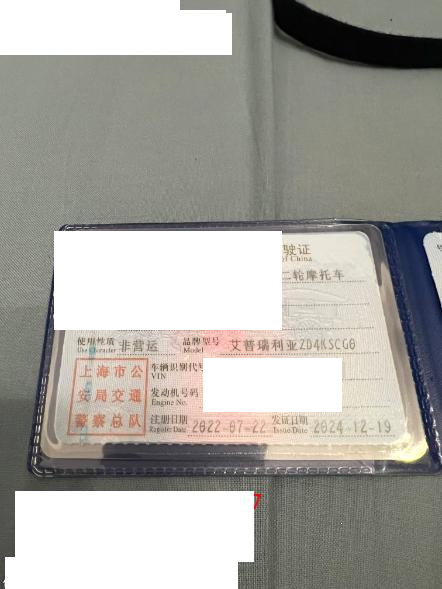 驶证
of China
二轮摩托车
使用性质 非营运 品牌型号 艾普瑞利亚ZD4KSCG0
Use Character Model
上海市公
安局交通
警察总队
车辆识别代号
VIN
发动机号码
Engine No.
注册日期 2022-07-22 发证日期 2024-12-19
Register Date Issue Date
7